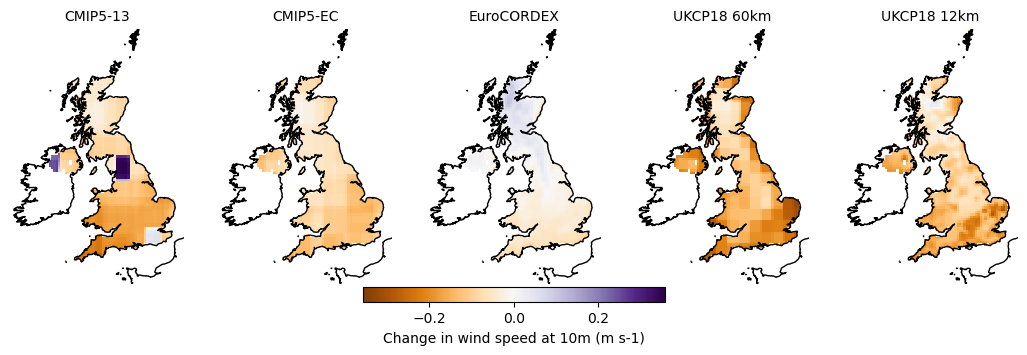 CMIP5-13 CMIP5-EC EuroCORDEX UKCP18 60km UKCP18 12km
−0.2 0.0 0.2
Change in wind speed at 10m (m s-1)